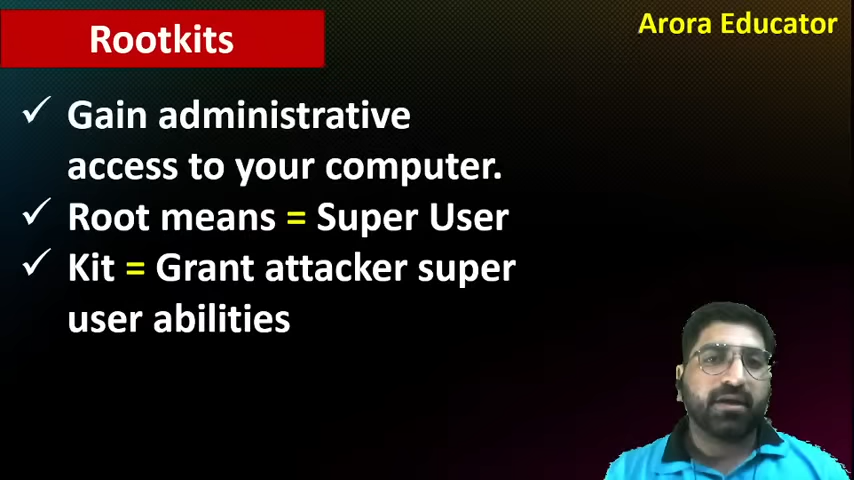 Rootkits
Arora Educator
✓ Gain administrative
access to your computer.
✓ Root means = Super User
✓ Kit = Grant attacker super
user abilities